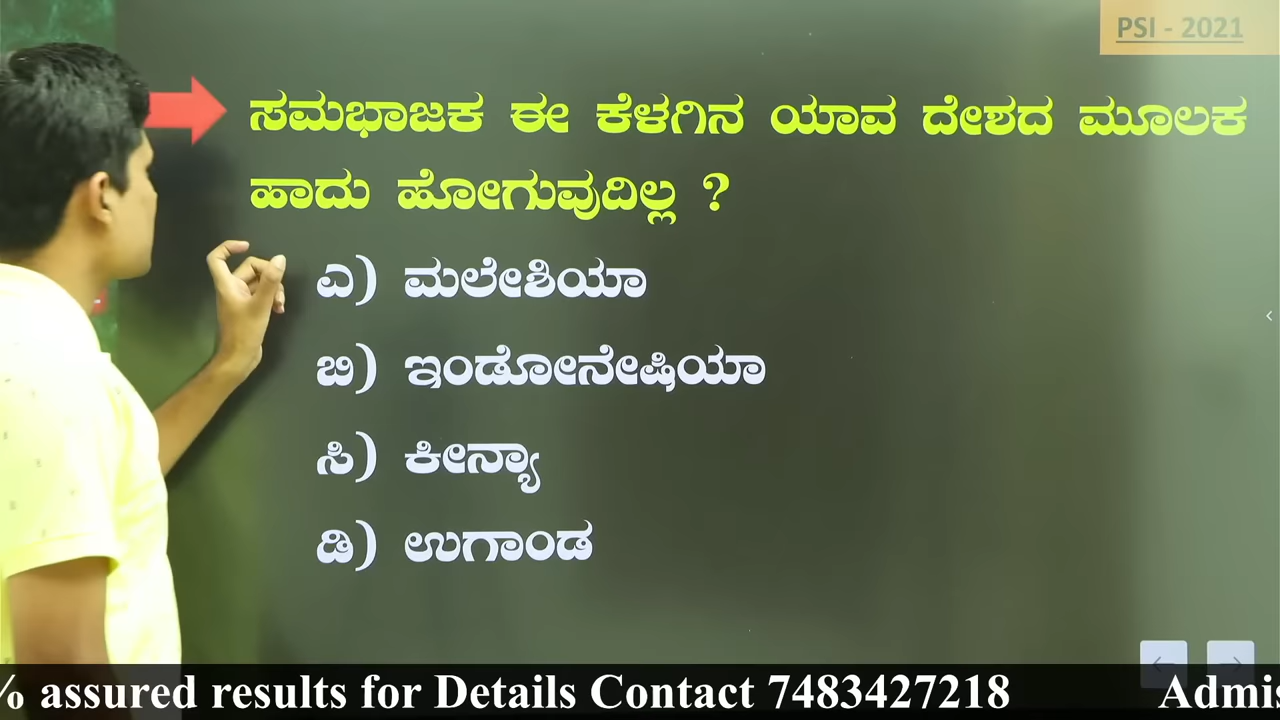 PSI - 2021
ಸಮಭಾಜಕ ಈ ಕೆಳಗಿನ ಯಾವ ದೇಶದ ಮೂಲಕ
ಹಾದು ಹೋಗುವುದಿಲ್ಲ ?
ಎ) ಮಲೇಶಿಯಾ
ಬಿ) ಇಂಡೋನೇಷಿಯಾ
ಸಿ) ಕೀನ್ಯಾ
ಡಿ) ಉಗಾಂಡ
% assured results for Details Contact 7483427218 Admis